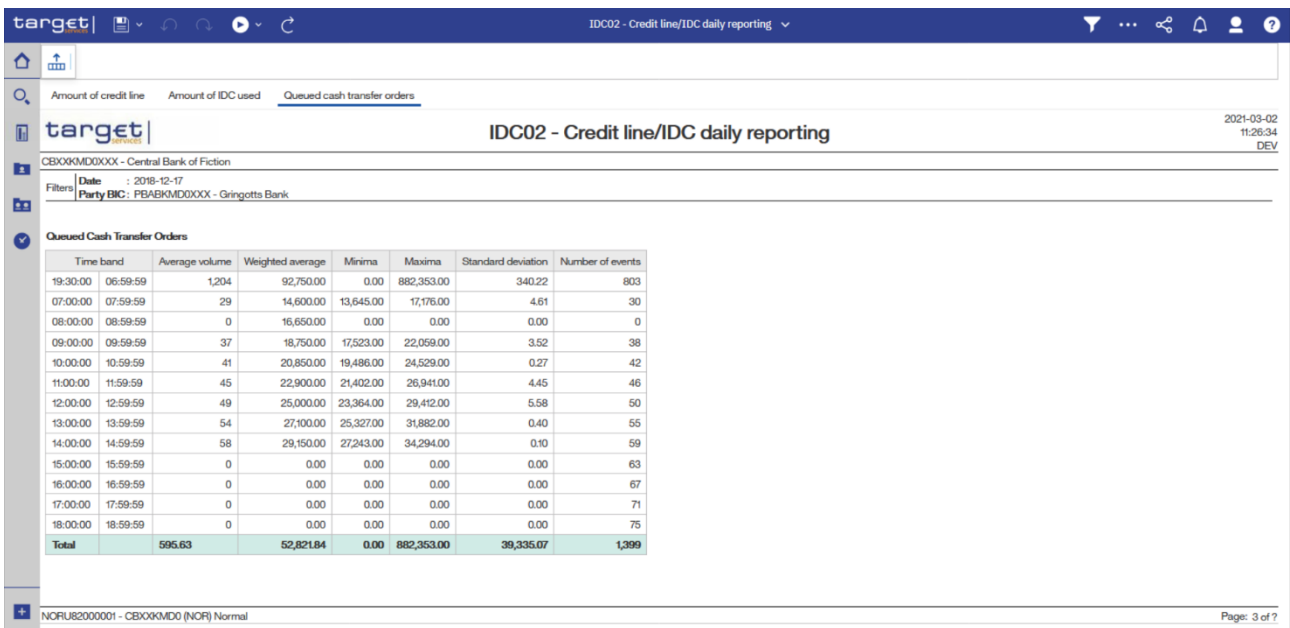 target| services IDC02 - Credit line/IDC daily reporting
Amount of credit line Amount of IDC used Queued cash transfer orders
target| services IDC02 - Credit line/IDC daily reporting 2021-03-02
11:26:34
DEV
CBXXKMD0XXX - Central Bank of Fiction
Filters Date : 2018-12-17
Party BIC : PBABKMD0XXX - Gringotts Bank
Queued Cash Transfer Orders
Time band Average volume Weighted average Minima Maxima Standard deviation Number of events
19:30:00 06:59:59 1,204 92,750.00 0.00 882,353.00 340.22 803
07:00:00 07:59:59 29 14,600.00 13,645.00 17,176.00 4.61 30
08:00:00 08:59:59 0 16,650.00 0.00 0.00 0.00 0
09:00:00 09:59:59 37 18,750.00 17,523.00 22,059.00 3.52 38
10:00:00 10:59:59 41 20,850.00 19,486.00 24,529.00 0.27 42
11:00:00 11:59:59 45 22,900.00 21,402.00 26,941.00 4.45 46
12:00:00 12:59:59 49 25,000.00 23,364.00 29,412.00 5.58 50
13:00:00 13:59:59 54 27,100.00 25,327.00 31,882.00 0.40 55
14:00:00 14:59:59 58 29,150.00 27,243.00 34,294.00 0.10 59
15:00:00 15:59:59 0 0.00 0.00 0.00 0.00 63
16:00:00 16:59:59 0 0.00 0.00 0.00 0.00 67
17:00:00 17:59:59 0 0.00 0.00 0.00 0.00 71
18:00:00 18:59:59 0 0.00 0.00 0.00 0.00 75
Total 595.63 52,821.84 0.00 882,353.00 39,335.07 1,399
NORU82000001 - CBXXKMD0 (NOR) Normal Page: 3 of ?